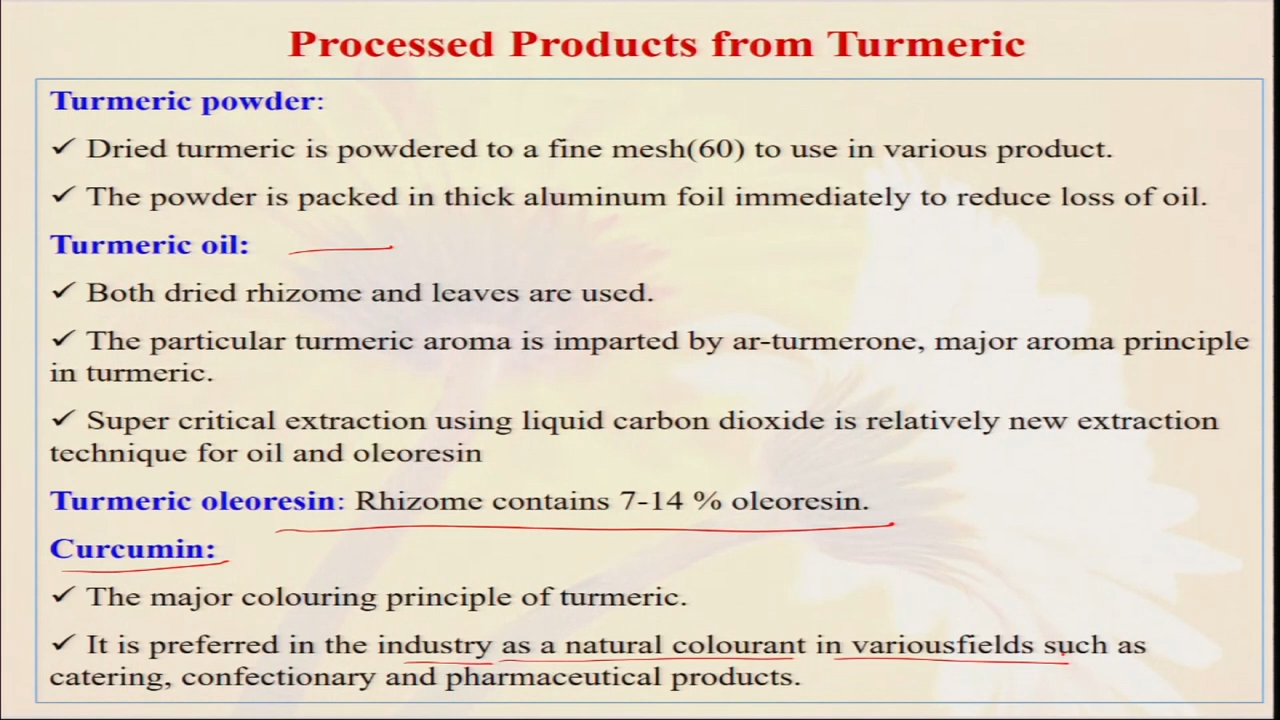 Processed Products from Turmeric
Turmeric powder:
✓ Dried turmeric is powdered to a fine mesh(60) to use in various product.
✓ The powder is packed in thick aluminum foil immediately to reduce loss of oil.
Turmeric oil:
✓ Both dried rhizome and leaves are used.
✓ The particular turmeric aroma is imparted by ar-turmerone, major aroma principle
in turmeric.
✓ Super critical extraction using liquid carbon dioxide is relatively new extraction
technique for oil and oleoresin
Turmeric oleoresin: Rhizome contains 7-14 % oleoresin.
Curcumin:
✓ The major colouring principle of turmeric.
✓ It is preferred in the industry as a natural colourant in variousfields such as
catering, confectionary and pharmaceutical products.